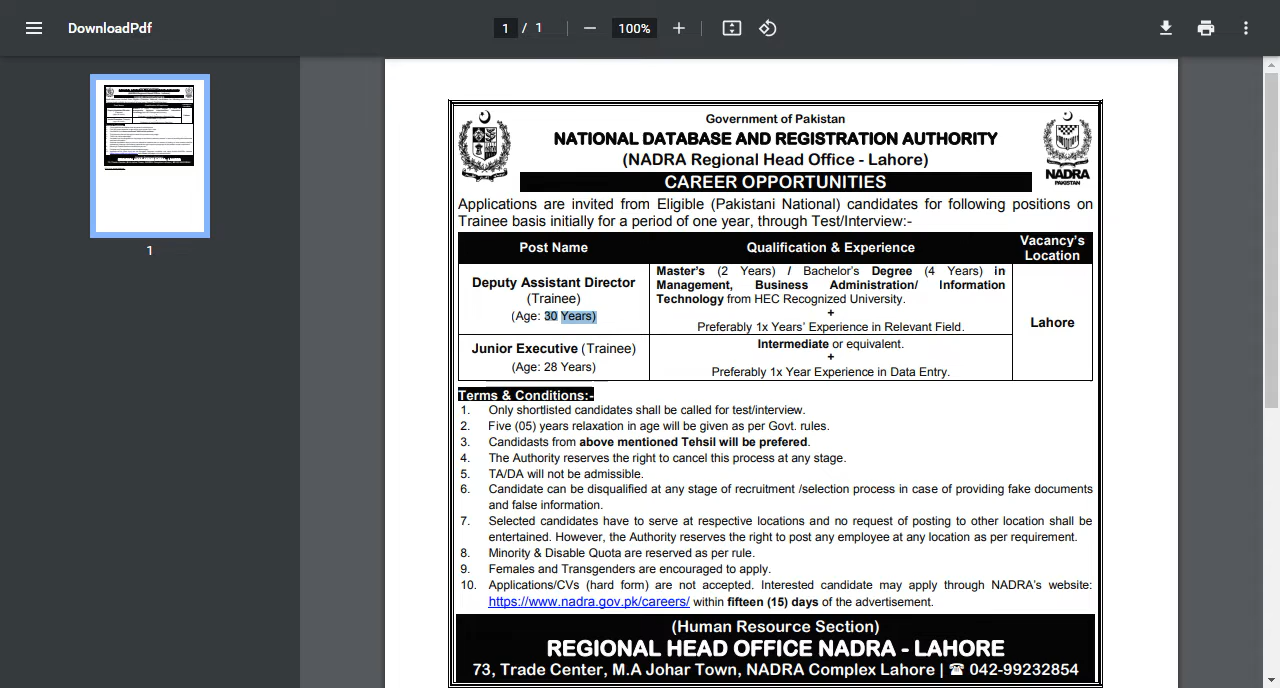 DownloadPdf
1 / 1
100%
1
Government of Pakistan
NATIONAL DATABASE AND REGISTRATION AUTHORITY
(NADRA Regional Head Office - Lahore)
NADRA
PAKISTAN
CAREER OPPORTUNITIES
Applications are invited from Eligible (Pakistani National) candidates for following positions on
Trainee basis initially for a period of one year, through Test/Interview:-
Post Name
Qualification & Experience
Vacancy's
Location
Deputy Assistant Director
(Trainee)
(Age: 30 Years)
Master's (2 Years) / Bachelor's Degree (4 Years) in
Management, Business Administration/ Information
Technology from HEC Recognized University.
+
Preferably 1x Years' Experience in Relevant Field.
Lahore
Junior Executive (Trainee)
(Age: 28 Years)
Intermediate or equivalent.
+
Preferably 1x Year Experience in Data Entry.
Terms & Conditions:-
1. Only shortlisted candidates shall be called for test/interview.
2. Five (05) years relaxation in age will be given as per Govt. rules.
3. Candidasts from above mentioned Tehsil will be prefered.
4. The Authority reserves the right to cancel this process at any stage.
5. TA/DA will not be admissible.
6. Candidate can be disqualified at any stage of recruitment /selection process in case of providing fake documents
and false information.
7. Selected candidates have to serve at respective locations and no request of posting to other location shall be
entertained. However, the Authority reserves the right to post any employee at any location as per requirement.
8. Minority & Disable Quota are reserved as per rule.
9. Females and Transgenders are encouraged to apply.
10. Applications/CVs (hard form) are not accepted. Interested candidate may apply through NADRA's website:
https://www.nadra.gov.pk/careers/ within fifteen (15) days of the advertisement.
(Human Resource Section)
REGIONAL HEAD OFFICE NADRA - LAHORE
73, Trade Center, M.A Johar Town, NADRA Complex Lahore | ☎ 042-99232854